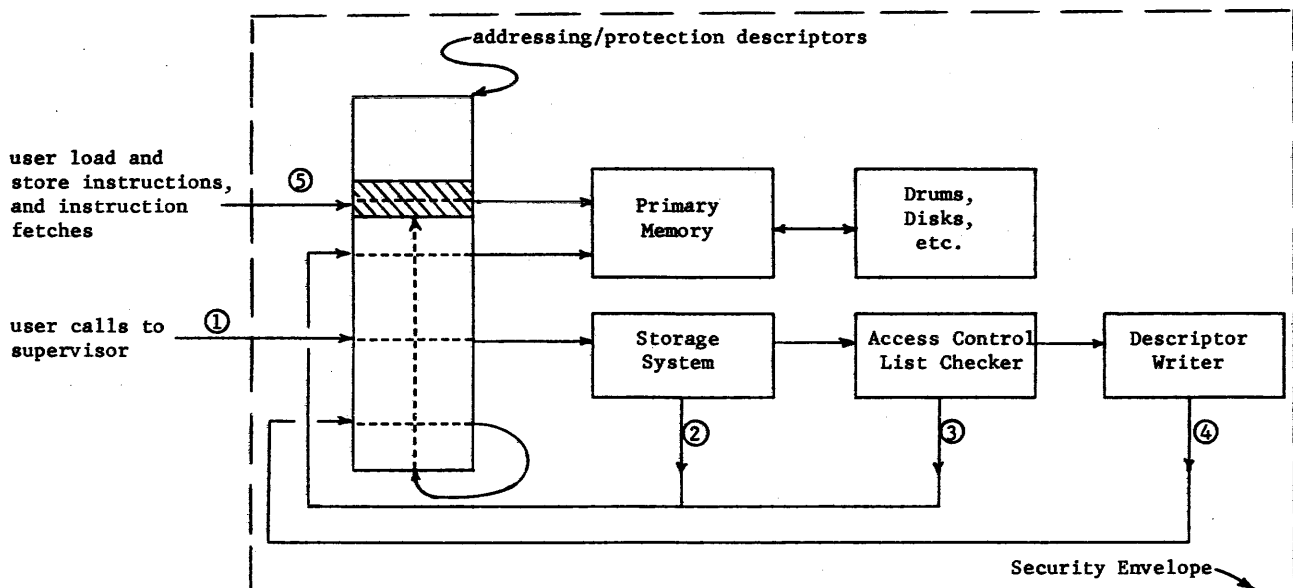 addressing/protection descriptors
user load and
store instructions,
and instruction
fetches
⑤
Primary
Memory
Drums,
Disks,
etc.
user calls to
supervisor
①
Storage
System
Access Control
List Checker
Descriptor
Writer
②
③
④
Security Envelope